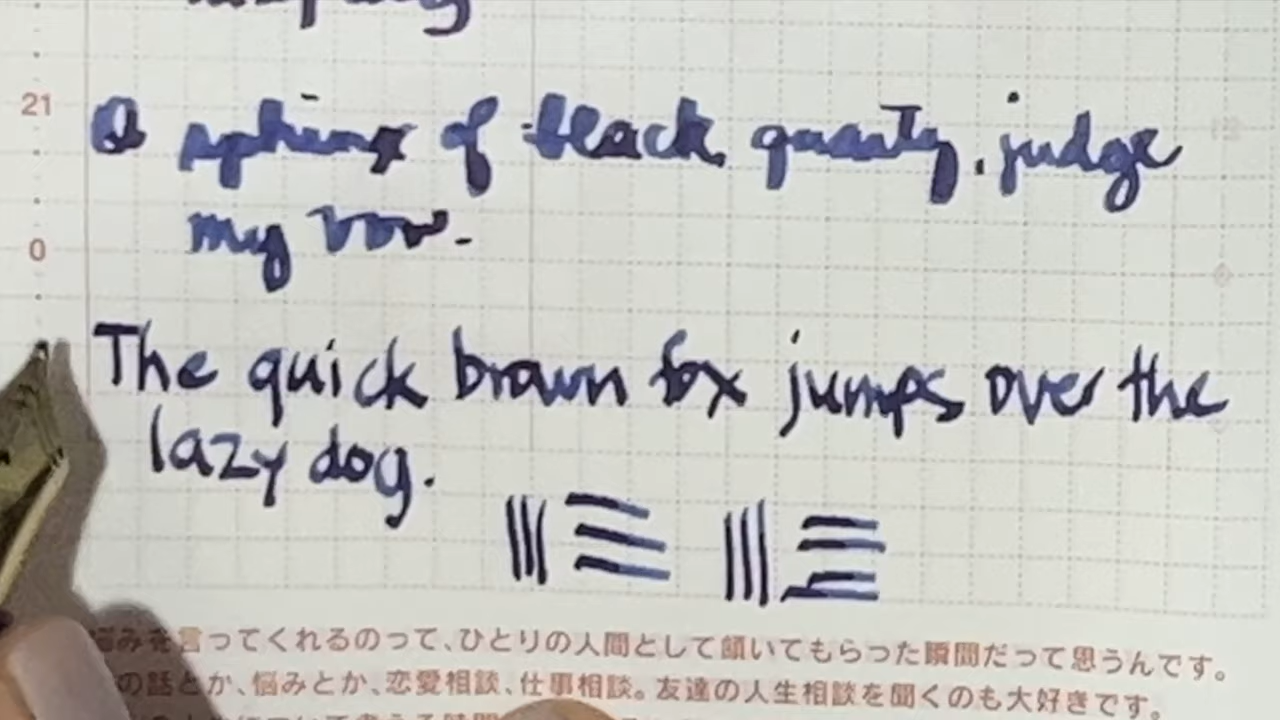 21
a sphinx of black quartz, judge
my vow.
0
The quick brown fox jumps over the
lazy dog.
みを言ってくれるのって、ひとりの人間として頷いてもらった瞬間だって思うんです。
の話とか、悩みとか、恋愛相談、仕事相談。友達の人生相談を聞くのも大好きです。